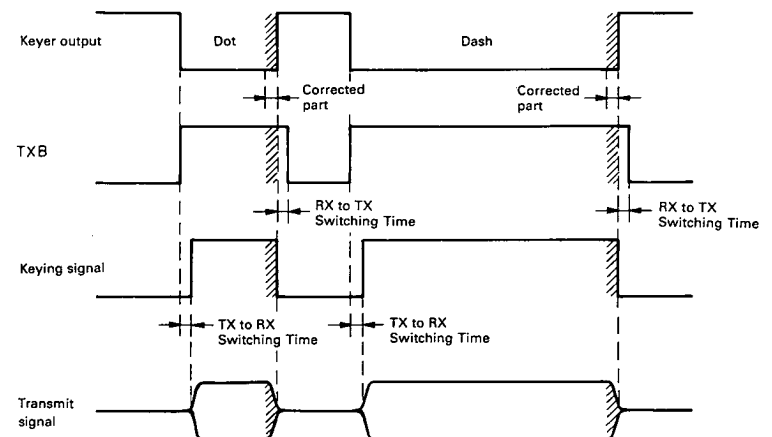 Keyer output
Dot
Dash
Corrected
part
Corrected
part
TXB
RX to TX
Switching Time
RX to TX
Switching Time
Keying signal
TX to RX
Switching Time
TX to RX
Switching Time
Transmit
signal